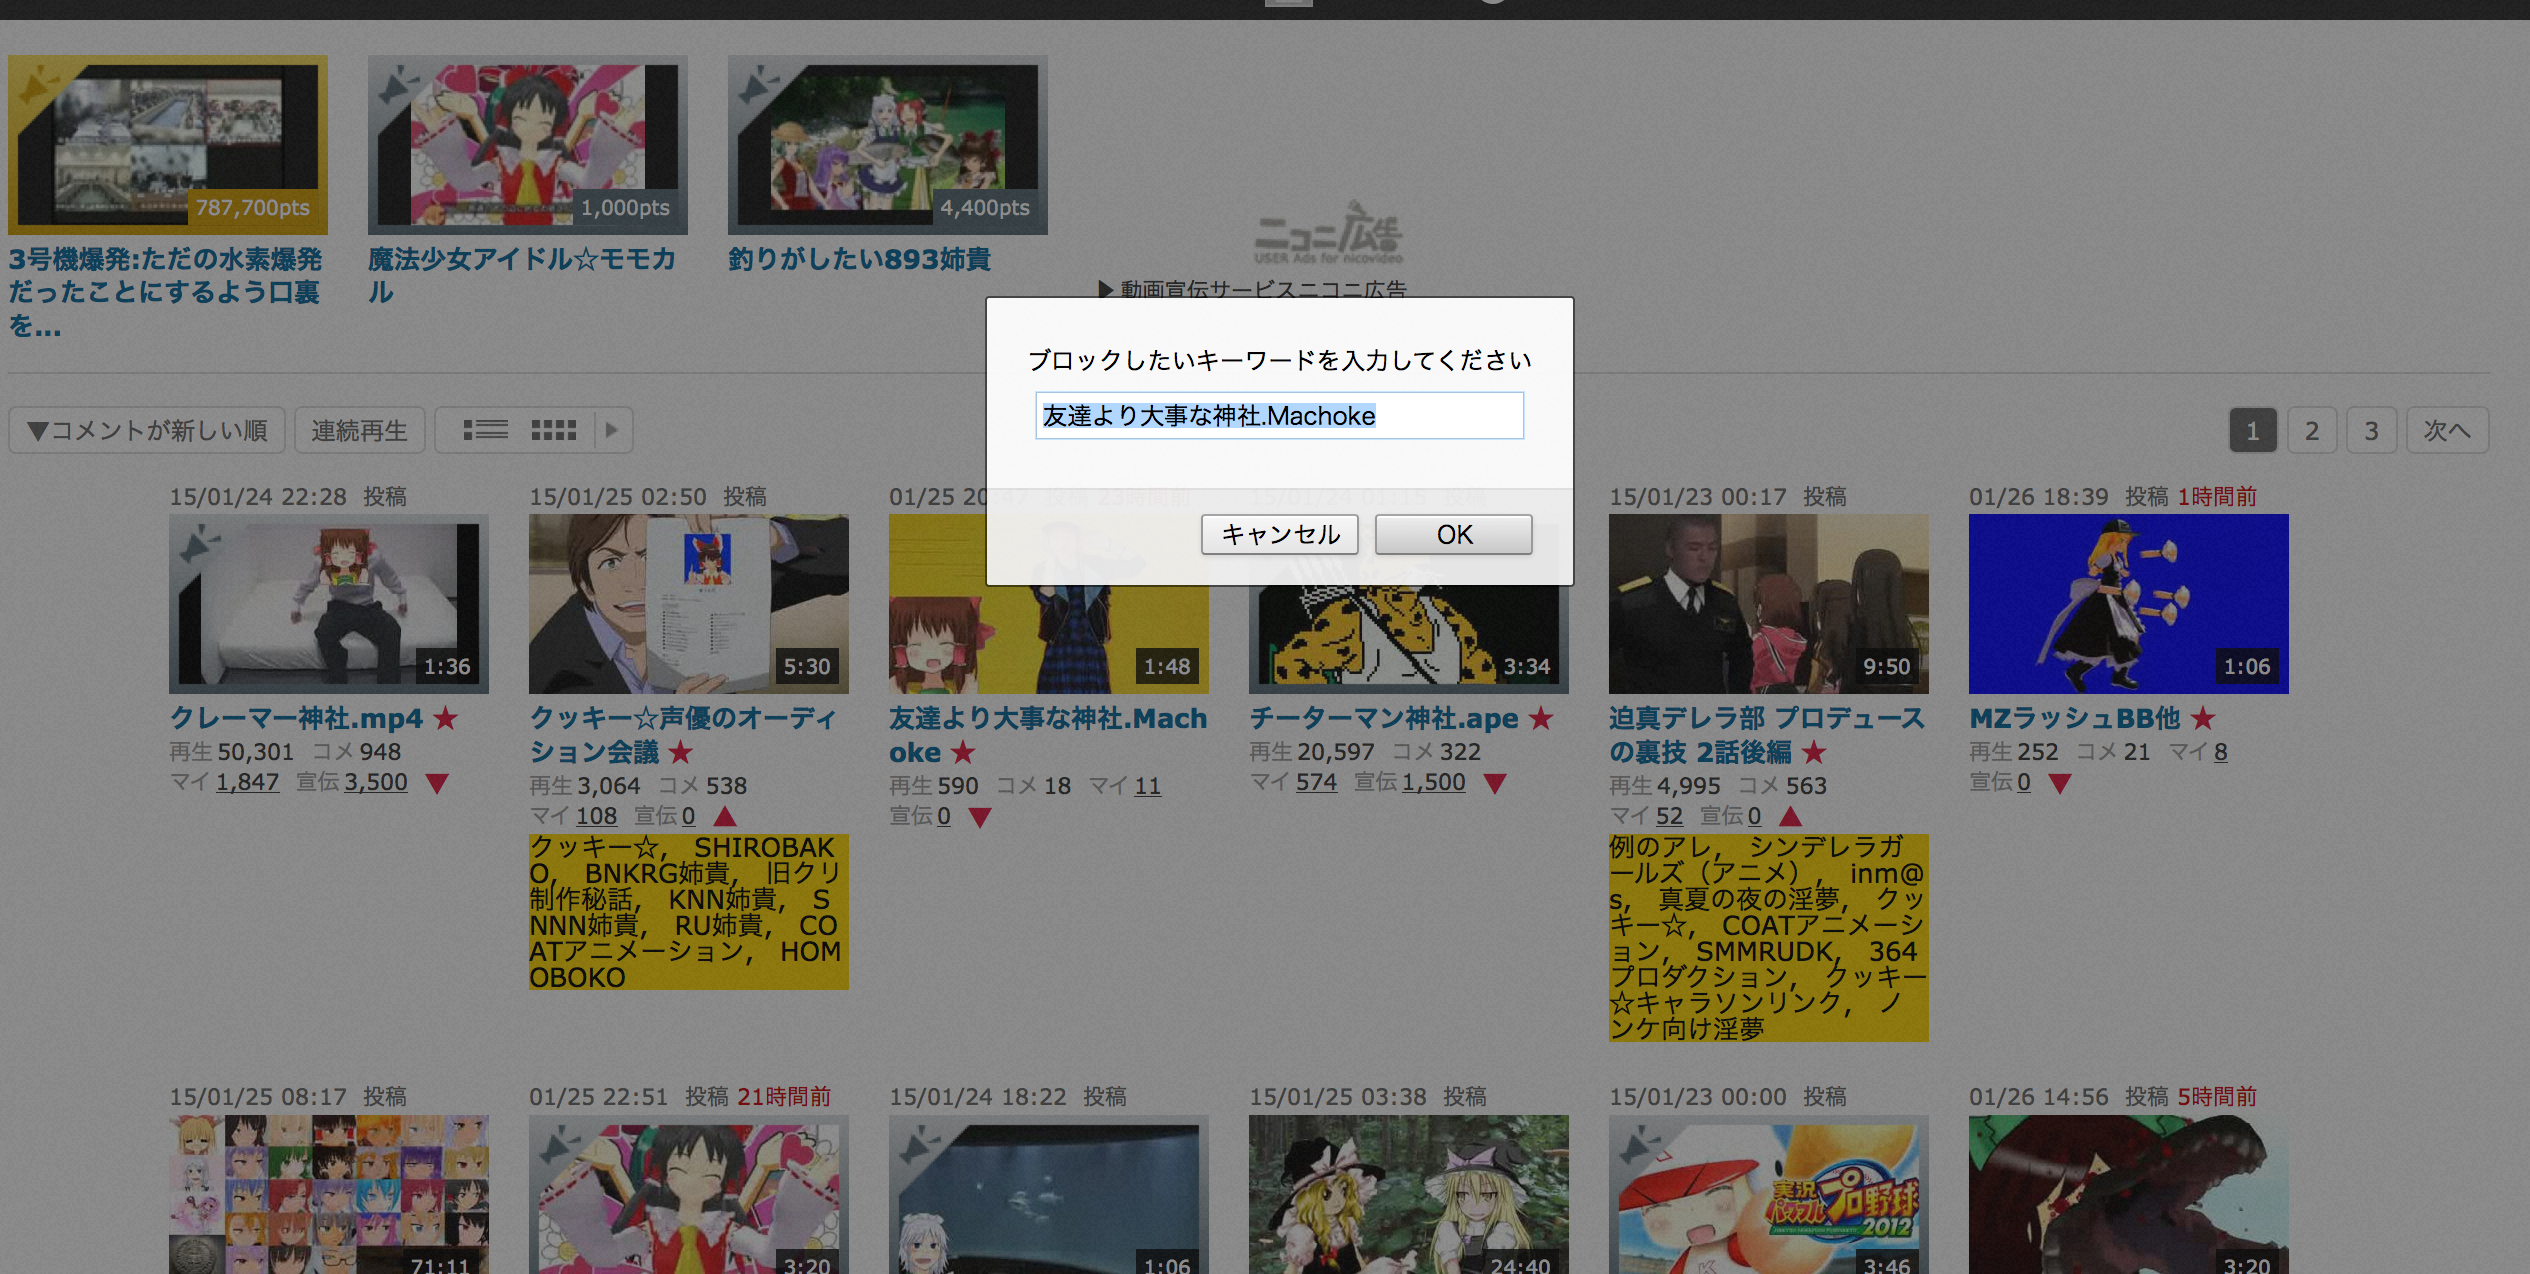 787,700pts
1,000pts
4,400pts
3号機爆発:ただの水素爆発
だったことにするよう口裏
を...
魔法少女アイドル☆モモカ
ル
釣りがしたい893姉貴
ニコニ広告
USER Ads for nicovideo
▶ 動画宣伝サービスニコニ広告
ブロックしたいキーワードを入力してください
友達より大事な神社.Machoke
キャンセル
OK
▼コメントが新しい順
連続再生
1
2
3
次へ
15/01/24 22:28 投稿
1:36
クレーマー神社.mp4 ★
再生 50,301 コメ 948
マイ 1,847 宣伝 3,500 ▼
15/01/25 02:50 投稿
5:30
クッキー☆声優のオーディ
ション会議 ★
再生 3,064 コメ 538
マイ 108 宣伝 0 ▲
クッキー☆, SHIROBAK
O, BNKRG姉貴, 旧クリ
制作秘話, KNN姉貴, S
NNN姉貴, RU姉貴, CO
ATアニメーション, HOM
OBOKO
01/25 20:47 投稿 23時間前
1:48
友達より大事な神社.Mach
oke ★
再生 590 コメ 18 マイ 11
宣伝 0 ▼
投稿
3:34
チーターマン神社.ape ★
再生 20,597 コメ 322
マイ 574 宣伝 1,500 ▼
15/01/23 00:17 投稿
9:50
迫真デレラ部 プロデュース
の裏技 2話後編 ★
再生 4,995 コメ 563
マイ 52 宣伝 0 ▲
例のアレ, シンデレラガ
ールズ（アニメ）, inm@
s, 真夏の夜の淫夢, クッ
キー☆, COATアニメーシ
ョン, SMMRUDK, 364
プロダクション, クッキー
☆キャラソンリンク, ノ
ンケ向け淫夢
01/26 18:39 投稿 1時間前
1:06
MZラッシュBB他 ★
再生 252 コメ 21 マイ 8
宣伝 0 ▼
15/01/25 08:17 投稿
71:11
01/25 22:51 投稿 21時間前
3:20
15/01/24 18:22 投稿
1:06
15/01/25 03:38 投稿
24:40
15/01/23 00:00 投稿
実況
パワフル
プロ野球
2012
3:46
01/26 14:56 投稿 5時間前
3:20